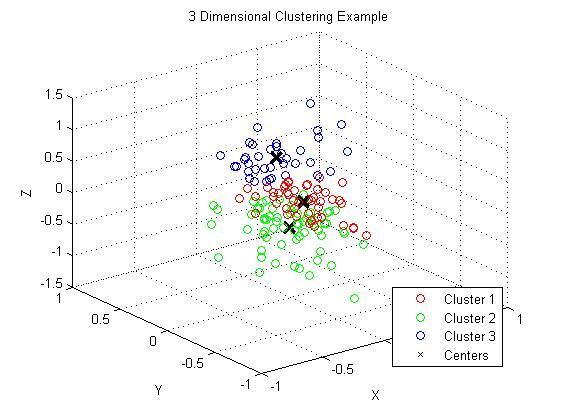 3 Dimensional Clustering Example
1.5
1
0.5
0
-0.5
-1
-1.5
Z
1
0.5
0
-0.5
-1
Y
-1
-0.5
1
X
Cluster 1
Cluster 2
Cluster 3
Centers